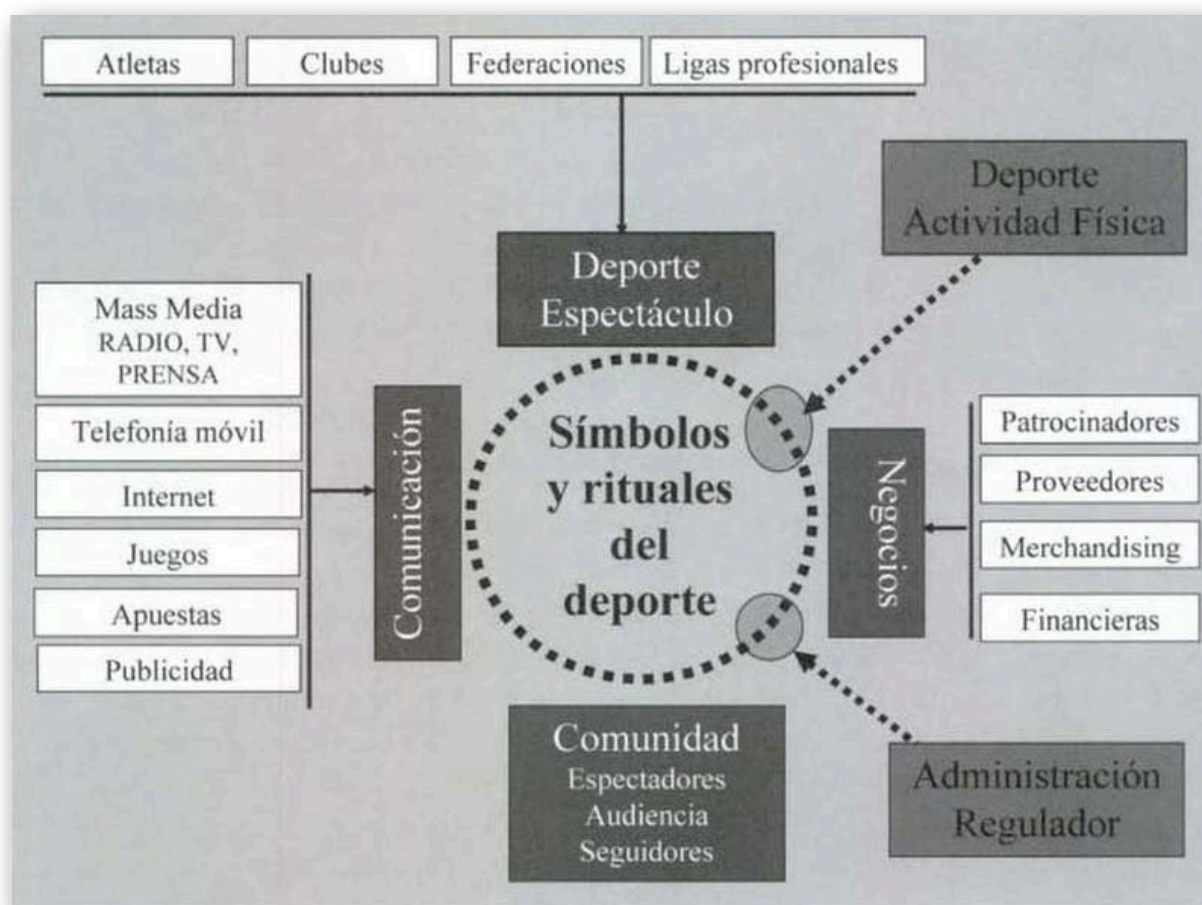 Atletas
Clubes
Federaciones
Ligas profesionales
Deporte
Actividad Física
Deporte
Espectáculo
Mass Media
RADIO, TV,
PRENSA
Telefonía móvil
Internet
Juegos
Apuestas
Publicidad
Comunicación
Símbolos
y rituales
del
deporte
Negocios
Patrocinadores
Proveedores
Merchandising
Financieras
Comunidad
Espectadores
Audiencia
Seguidores
Administración
Regulador